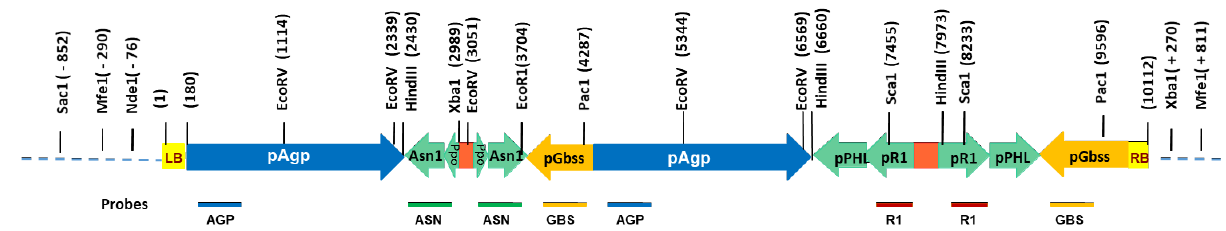 Sac1( - 852)
Mfe1( - 290)
Nde1( - 76)
(1)
(180)
EcoRV (1114)
EcoRV (2339)
HindIII (2430)
Xba1 (2989)
EcoRV (3051)
EcoR1(3704)
Pac1 (4287)
EcoRV (5344)
EcoRV (6569)
HindIII (6660)
Sca1 (7455)
HindIII (7973)
Sca1 (8233)
Pac1 (9596)
(10112)
Xba1(+ 270)
Mfe1(+ 811)
LB pAgp Asn1 Ppo Ppo Asn1 pGbss pAgp pPHL pR1 pR1 pPHL pGbss RB
Probes
AGP ASN ASN GBS AGP R1 R1 GBS